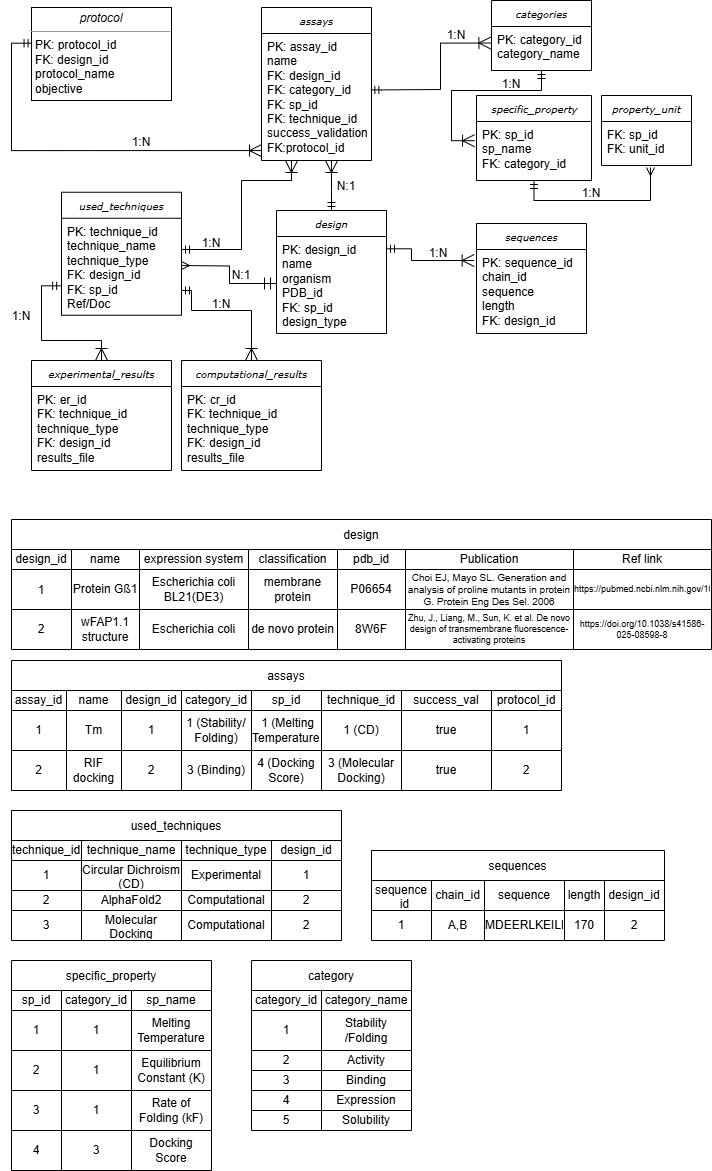 protocol
PK: protocol_id
FK: design_id
protocol_name
objective
assays
PK: assay_id
name
FK: design_id
FK: category_id
FK: sp_id
FK: technique_id
success_validation
FK:protocol_id
categories
PK: category_id
category_name
1:N
1:N
specific_property
PK: sp_id
sp_name
FK: category_id
property_unit
FK: sp_id
FK: unit_id
1:N
1:N
N:1
used_techniques
PK: technique_id
technique_name
technique_type
FK: design_id
FK: sp_id
Ref/Doc
1:N
N:1
1:N
1:N
design
PK: design_id
name
organism
PDB_id
FK: sp_id
design_type
1:N
sequences
PK: sequence_id
chain_id
sequence
length
FK: design_id
experimental_results
PK: er_id
FK: technique_id
technique_type
FK: design_id
results_file
computational_results
PK: cr_id
FK: technique_id
technique_type
FK: design_id
results_file
design
design_id name expression system classification pdb_id Publication Ref link
1 Protein Gß1 Escherichia coli BL21(DE3) membrane protein P06654 Choi EJ, Mayo SL. Generation and analysis of proline mutants in protein G. Protein Eng Des Sel. 2006 https://pubmed.ncbi.nlm.nih.gov/16
2 wFAP1.1 structure Escherichia coli de novo protein 8W6F Zhu, J., Liang, M., Sun, K. et al. De novo design of transmembrane fluorescence-activating proteins https://doi.org/10.1038/s41586-025-08598-8
assays
assay_id name design_id category_id sp_id technique_id success_val protocol_id
1 Tm 1 1 (Stability/ Folding) 1 (Melting Temperature 1 (CD) true 1
2 RIF docking 2 3 (Binding) 4 (Docking Score) 3 (Molecular Docking) true 2
used_techniques
technique_id technique_name technique_type design_id
1 Circular Dichroism (CD) Experimental 1
2 AlphaFold2 Computational 2
3 Molecular Docking Computational 2
sequences
sequence id chain_id sequence length design_id
1 A,B MDEERLKEILI 170 2
specific_property
sp_id category_id sp_name
1 1 Melting Temperature
2 1 Equilibrium Constant (K)
3 1 Rate of Folding (kF)
4 3 Docking Score
category
category_id category_name
1 Stability /Folding
2 Activity
3 Binding
4 Expression
5 Solubility